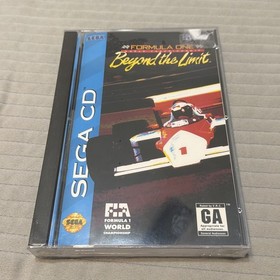 SEGA
FORMULA ONE
Beyond the Limit
SEGA CD
FIA
FORMULA 1
WORLD
CHAMPIONSHIP
GA
SEGA